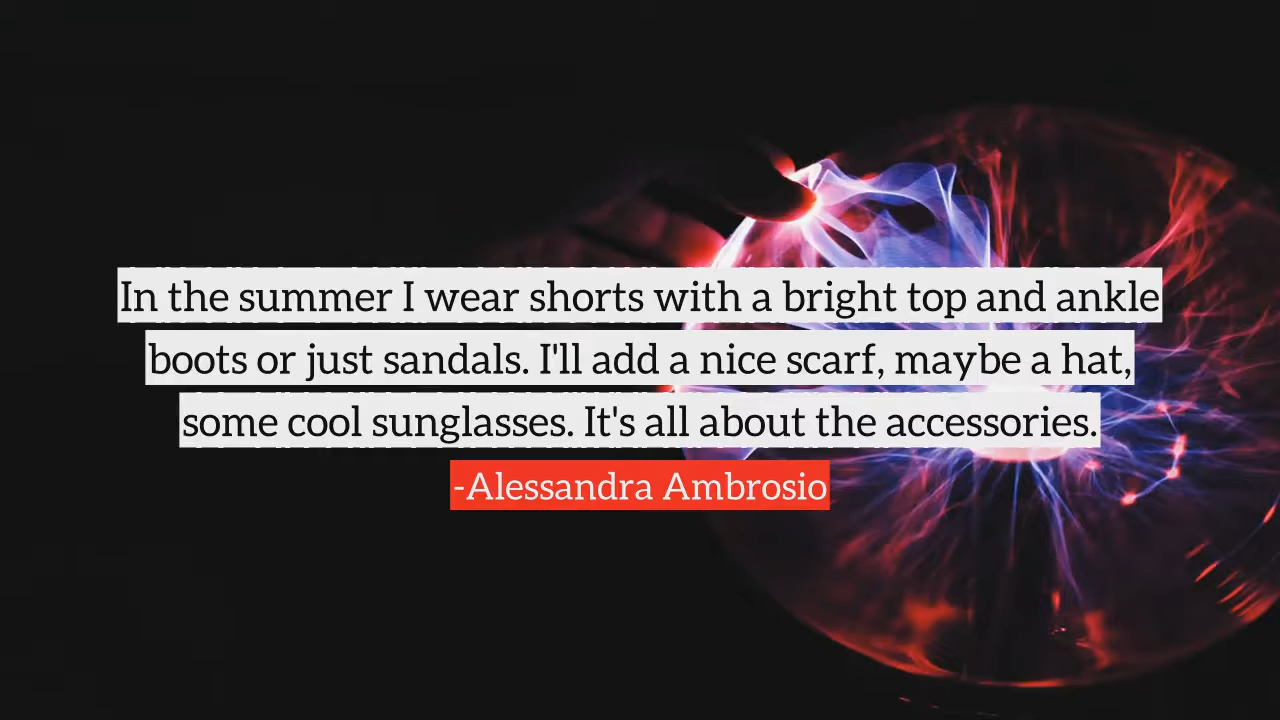 In the summer I wear shorts with a bright top and ankle
boots or just sandals. I'll add a nice scarf, maybe a hat,
some cool sunglasses. It's all about the accessories.
-Alessandra Ambrosio